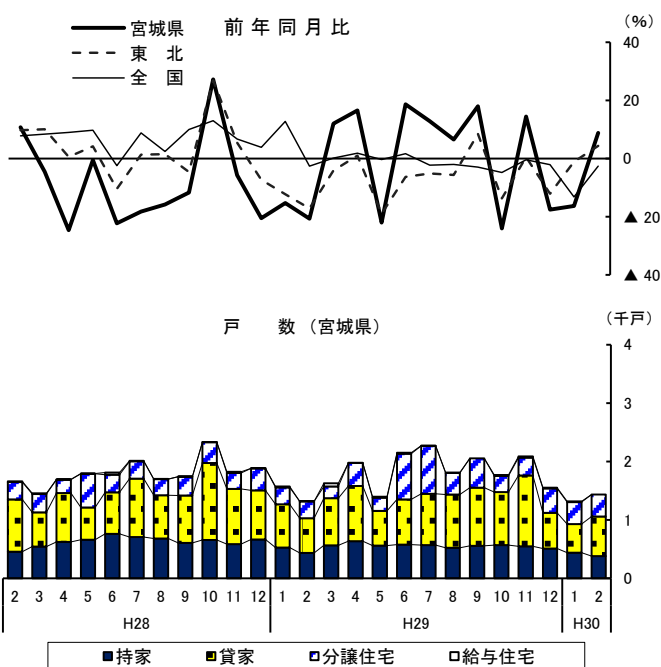 宮城県 前年同月比 (％)
東北
全国
40
20
0
▲ 20
▲ 40
戸 数 （宮城県） (千戸)
4
3
2
1
0
2 3 4 5 6 7 8 9 10 11 12 1 2 3 4 5 6 7 8 9 10 11 12 1 2
H28 H29 H30
持家 貸家 分譲住宅 給与住宅